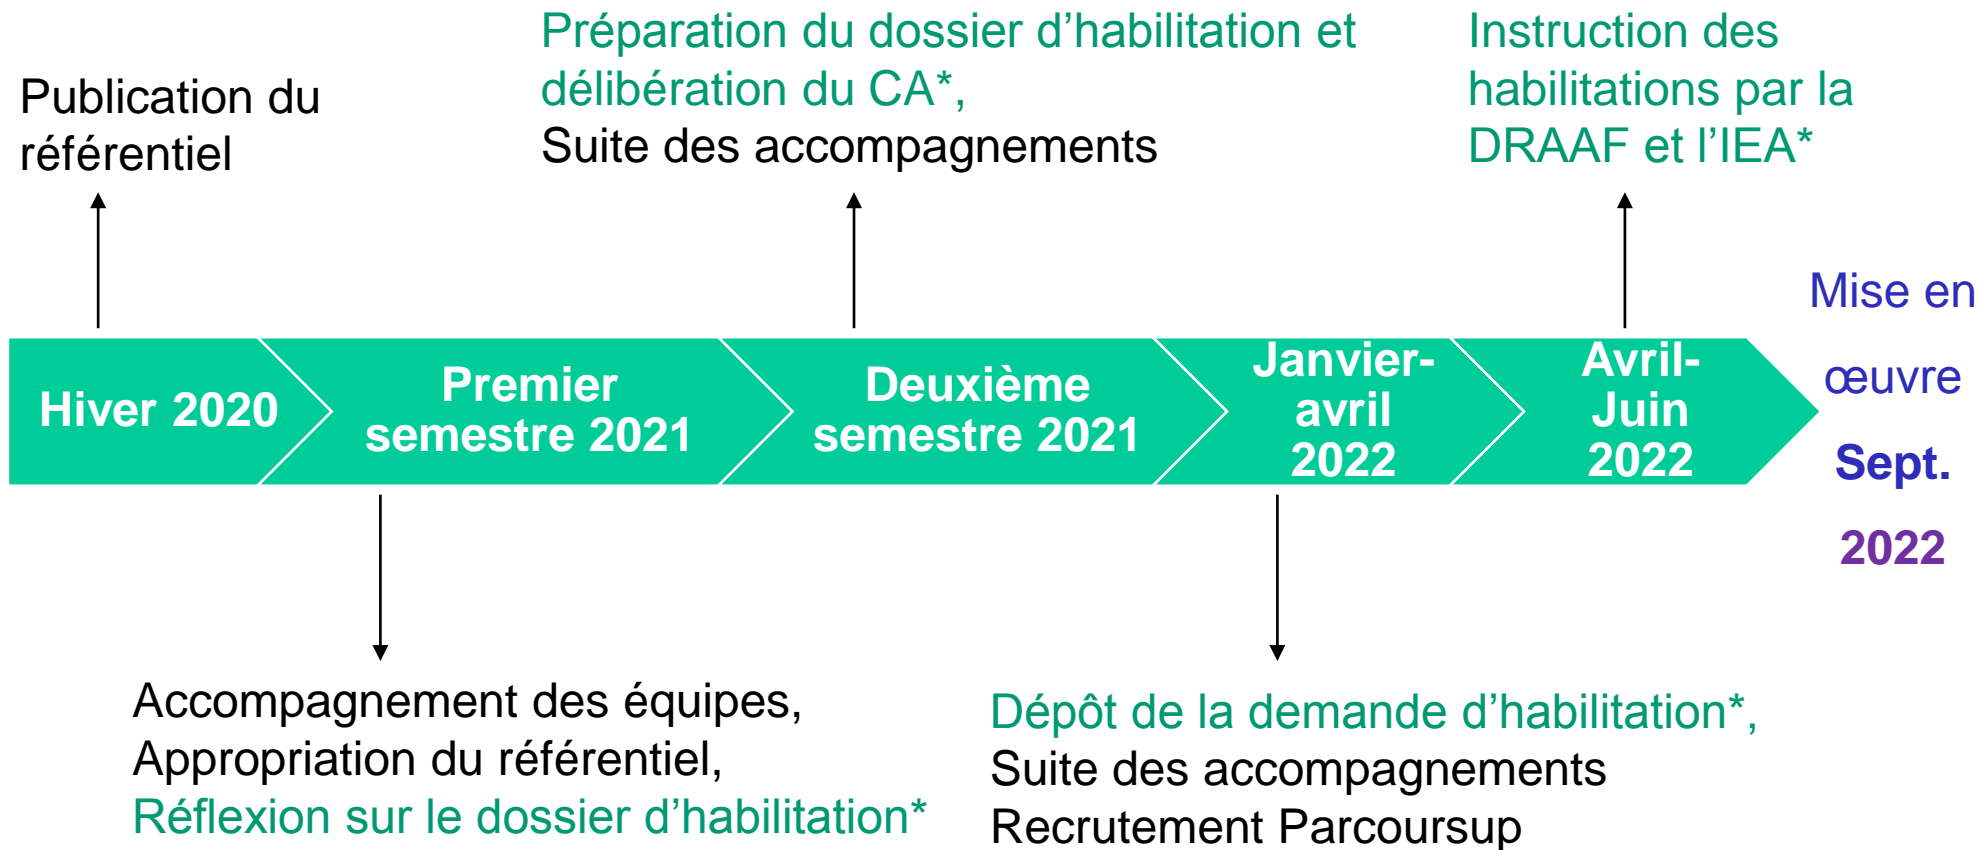 Publication du
référentiel
Préparation du dossier d’habilitation et
délibération du CA*,
Suite des accompagnements
Instruction des
habilitations par la
DRAAF et l’IEA*
Hiver 2020
Premier
semestre 2021
Deuxième
semestre 2021
Janvier-
avril
2022
Avril-
Juin
2022
Mise en
œuvre
Sept.
2022
Accompagnement des équipes,
Appropriation du référentiel,
Réflexion sur le dossier d’habilitation*
Dépôt de la demande d’habilitation*,
Suite des accompagnements
Recrutement Parcoursup